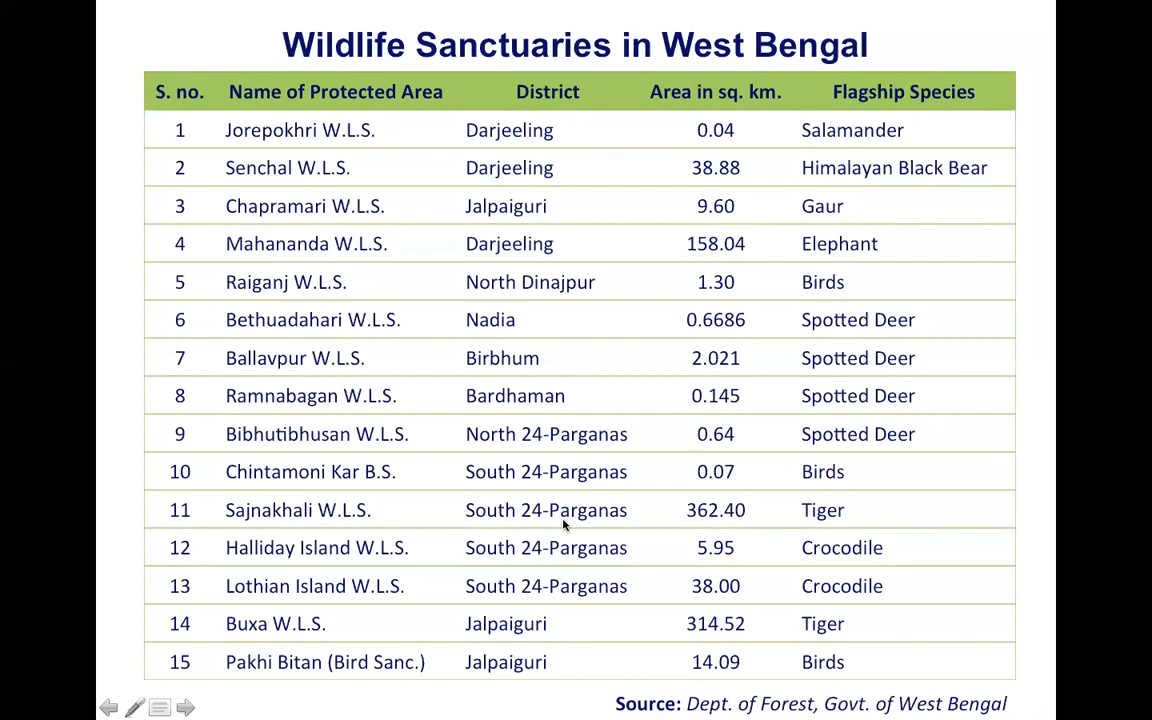 Wildlife Sanctuaries in West Bengal
S. no. Name of Protected Area District Area in sq. km. Flagship Species
1 Jorepokhri W.L.S. Darjeeling 0.04 Salamander
2 Senchal W.L.S. Darjeeling 38.88 Himalayan Black Bear
3 Chapramari W.L.S. Jalpaiguri 9.60 Gaur
4 Mahananda W.L.S. Darjeeling 158.04 Elephant
5 Raiganj W.L.S. North Dinajpur 1.30 Birds
6 Bethuadahari W.L.S. Nadia 0.6686 Spotted Deer
7 Ballavpur W.L.S. Birbhum 2.021 Spotted Deer
8 Ramnabagan W.L.S. Bardhaman 0.145 Spotted Deer
9 Bibhutibhusan W.L.S. North 24-Parganas 0.64 Spotted Deer
10 Chintamoni Kar B.S. South 24-Parganas 0.07 Birds
11 Sajnakhali W.L.S. South 24-Parganas 362.40 Tiger
12 Halliday Island W.L.S. South 24-Parganas 5.95 Crocodile
13 Lothian Island W.L.S. South 24-Parganas 38.00 Crocodile
14 Buxa W.L.S. Jalpaiguri 314.52 Tiger
15 Pakhi Bitan (Bird Sanc.) Jalpaiguri 14.09 Birds
Source: Dept. of Forest, Govt. of West Bengal